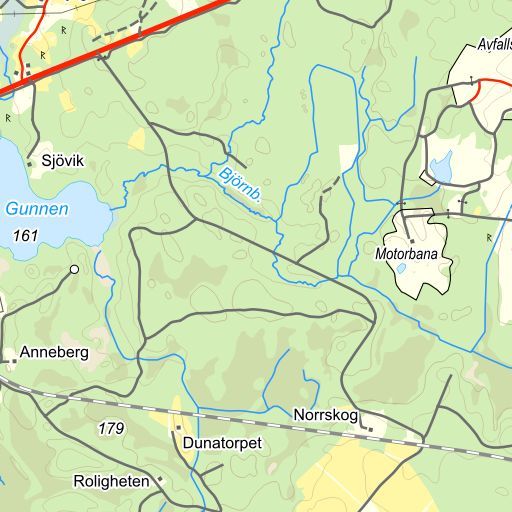 Avfalls
R
R
Sjövik
R
Björnb.
Gunnen
161
R
Motorbana
R
Anneberg
Norrskog
179
Dunatorpet
Roligheten